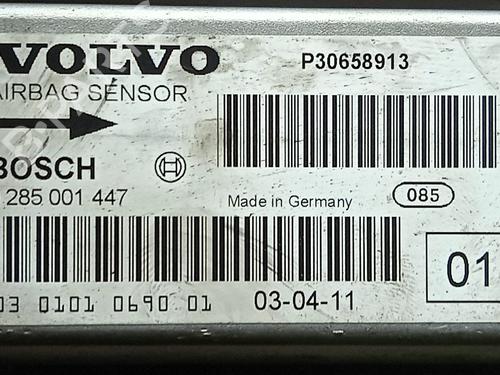 VOLVO
P30658913
AIRBAG SENSOR
BOSCH
285 001 447
Made in Germany
085
01
03 0101 0690 01
03-04-11